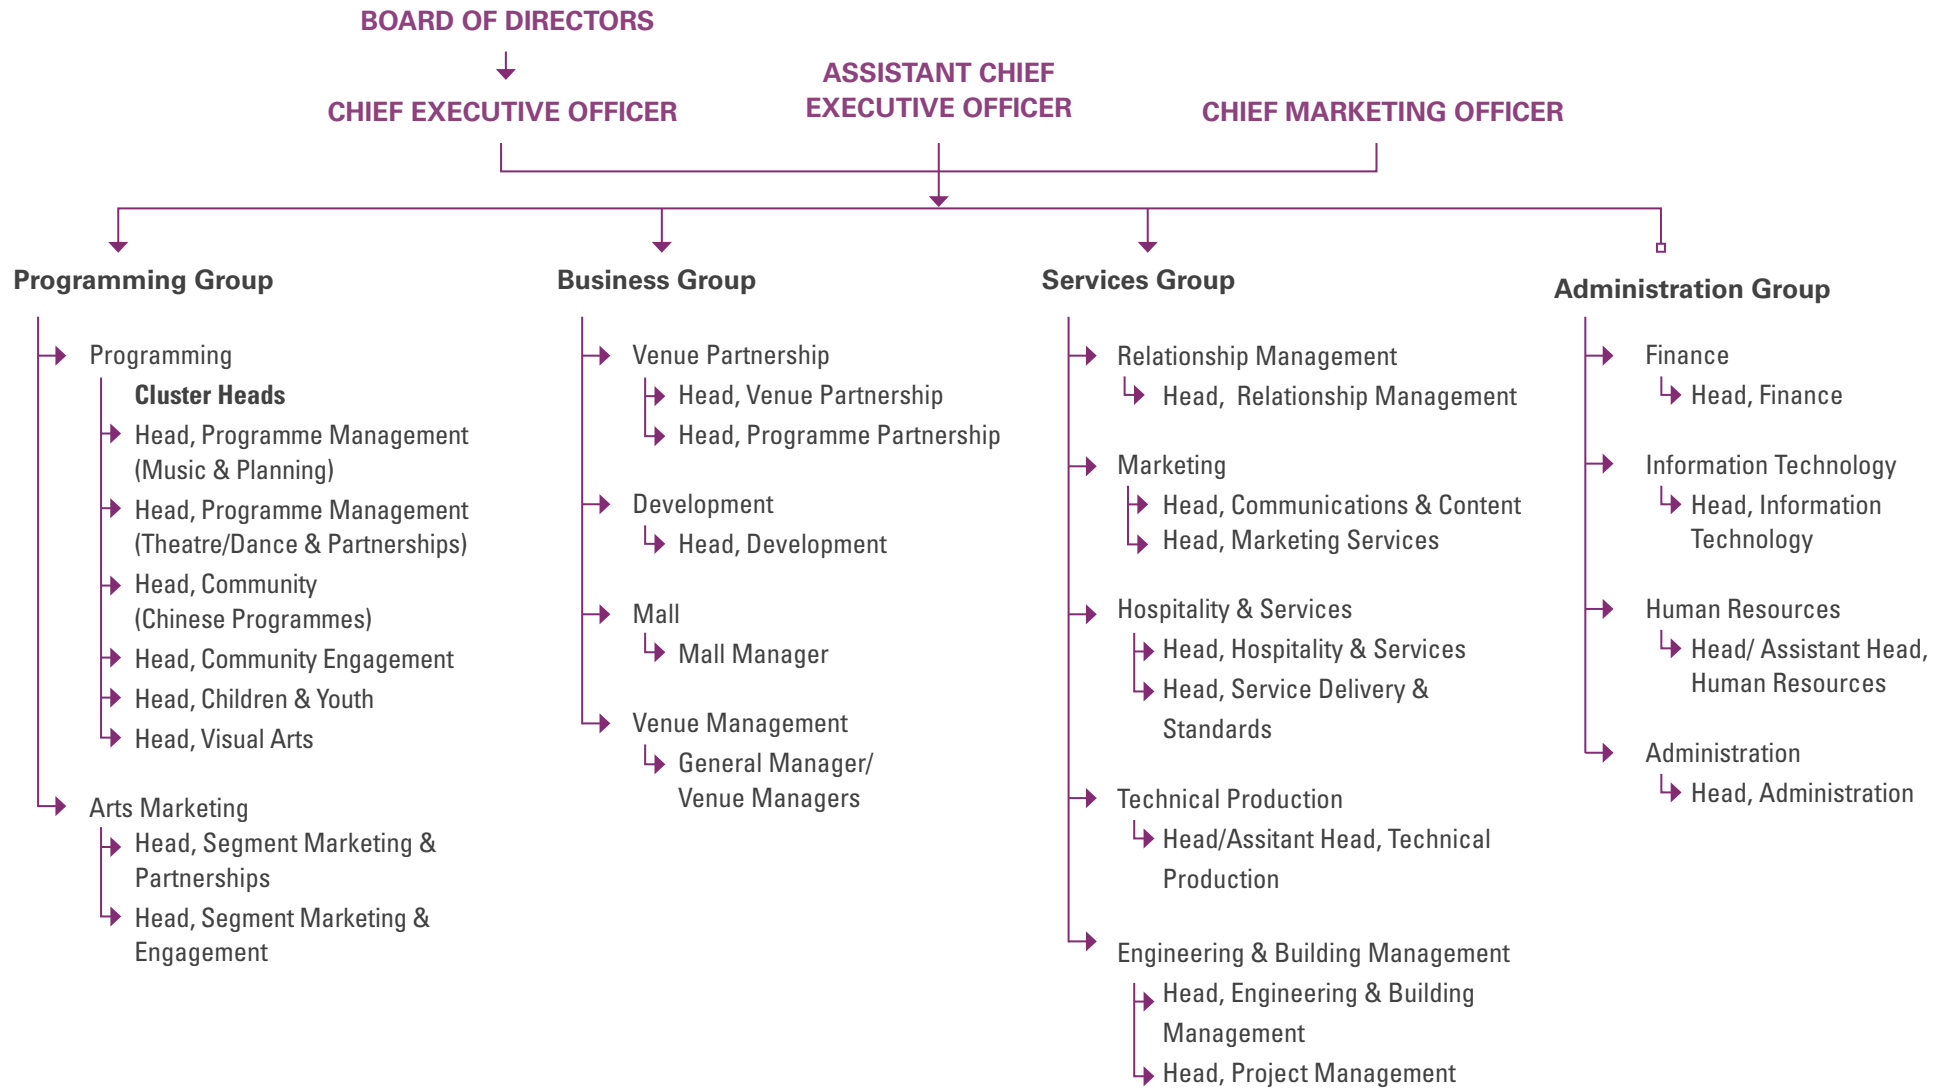 BOARD OF DIRECTORS
CHIEF EXECUTIVE OFFICER
ASSISTANT CHIEF
EXECUTIVE OFFICER
CHIEF MARKETING OFFICER
Programming Group
Programming
Cluster Heads
Head, Programme Management
(Music & Planning)
Head, Programme Management
(Theatre/Dance & Partnerships)
Head, Community
(Chinese Programmes)
Head, Community Engagement
Head, Children & Youth
Head, Visual Arts
Arts Marketing
Head, Segment Marketing &
Partnerships
Head, Segment Marketing &
Engagement
Business Group
Venue Partnership
Head, Venue Partnership
Head, Programme Partnership
Development
Head, Development
Mall
Mall Manager
Venue Management
General Manager/
Venue Managers
Services Group
Relationship Management
Head, Relationship Management
Marketing
Head, Communications & Content
Head, Marketing Services
Hospitality & Services
Head, Hospitality & Services
Head, Service Delivery &
Standards
Technical Production
Head/Assitant Head, Technical
Production
Engineering & Building Management
Head, Engineering & Building
Management
Head, Project Management
Administration Group
Finance
Head, Finance
Information Technology
Head, Information
Technology
Human Resources
Head/ Assistant Head,
Human Resources
Administration
Head, Administration